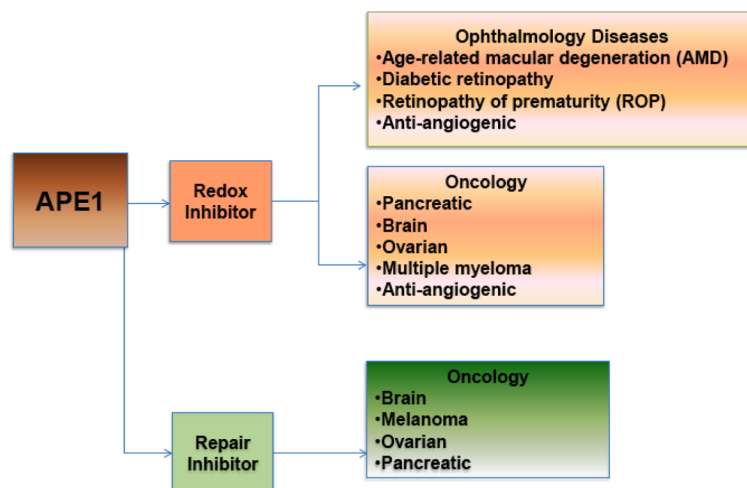 Ophthalmology Diseases
•Age-related macular degeneration (AMD)
•Diabetic retinopathy
•Retinopathy of prematurity (ROP)
•Anti-angiogenic
APE1
Redox
Inhibitor
Oncology
•Pancreatic
•Brain
•Ovarian
•Multiple myeloma
•Anti-angiogenic
Repair
Inhibitor
Oncology
•Brain
•Melanoma
•Ovarian
•Pancreatic